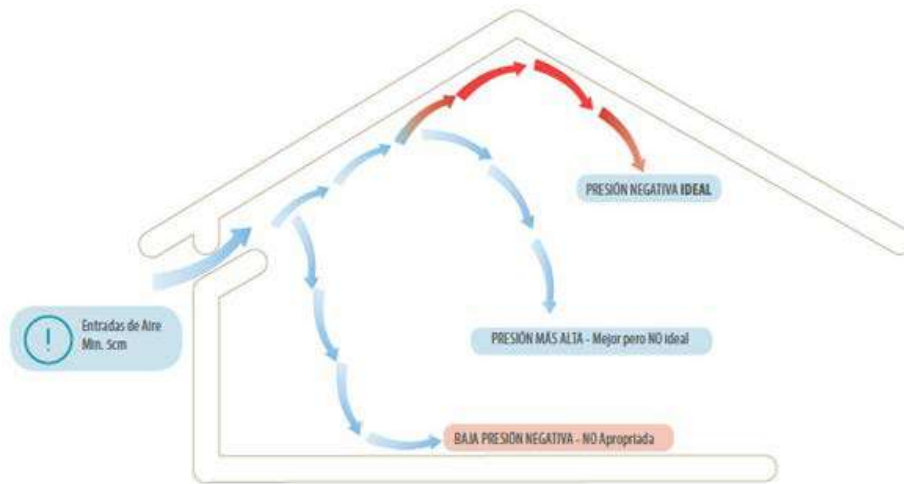 PRESIÓN NEGATIVA IDEAL
Entradas de Aire
Min. 5cm
PRESIÓN MÁS ALTA - Mejor pero NO ideal
BAJA PRESIÓN NEGATIVA - NO Apropriada